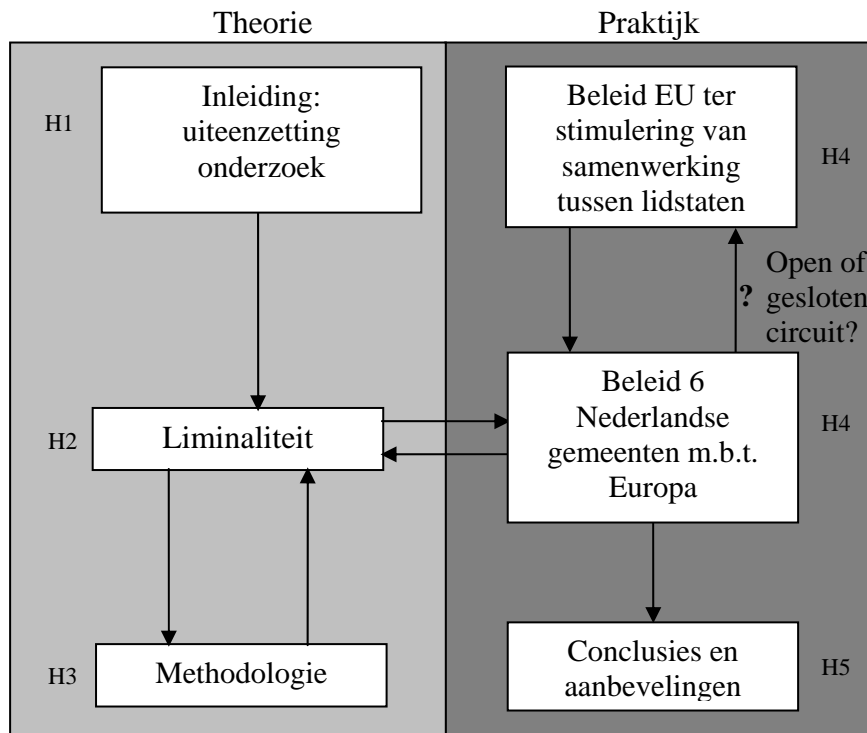 Theorie
Praktijk
H1
Inleiding:
uiteenzetting
onderzoek
Beleid EU ter
stimulering van
samenwerking
tussen lidstaten
H4
?
Open of
gesloten
circuit?
H2
Liminaliteit
Beleid 6
Nederlandse
gemeenten m.b.t.
Europa
H4
H3
Methodologie
Conclusies en
aanbevelingen
H5